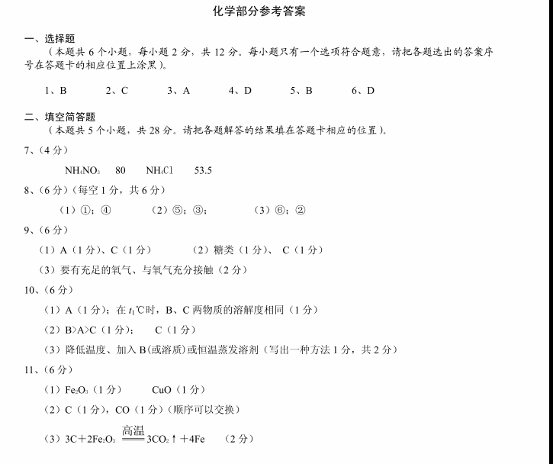 化学部分参考答案
一、选择题
（本题共 6 个小题，每小题 2 分，共 12 分。每小题只有一个选项符合题意，请把各题选出的答案序
号在答题卡的相应位置上涂黑）。
1、B 2、C 3、A 4、D 5、B 6、D
二、填空简答题
（本题共 5 个小题，共 28 分。请把各题解答的结果填在答题卡相应的位置）。
7、（4 分）
NH₄NO₃ 80 NH₄Cl 53.5
8、（6 分）（每空 1 分，共 6 分）
（1）①；④ （2）⑤；③； （3）⑥；②
9、（6 分）
（1）A（1 分）、C（1 分） （2）糖类（1 分）、 C（1 分）
（3）要有充足的氧气、与氧气充分接触（2 分）
10、（6 分）
（1）A（1 分）；在 t₁℃时，B、C 两物质的溶解度相同（1 分）
（2）B>A>C（1 分）； C（1 分）
（3）降低温度、加入 B(或溶质)或恒温蒸发溶剂（写出一种方法 1 分，共 2 分）
11、（6 分）
（1）Fe₂O₃（1 分） CuO（1 分）
（2）C（1 分），CO（1 分）（顺序可以交换）
（3）3C＋2Fe₂O₃ 高温 3CO₂↑＋4Fe （2 分）